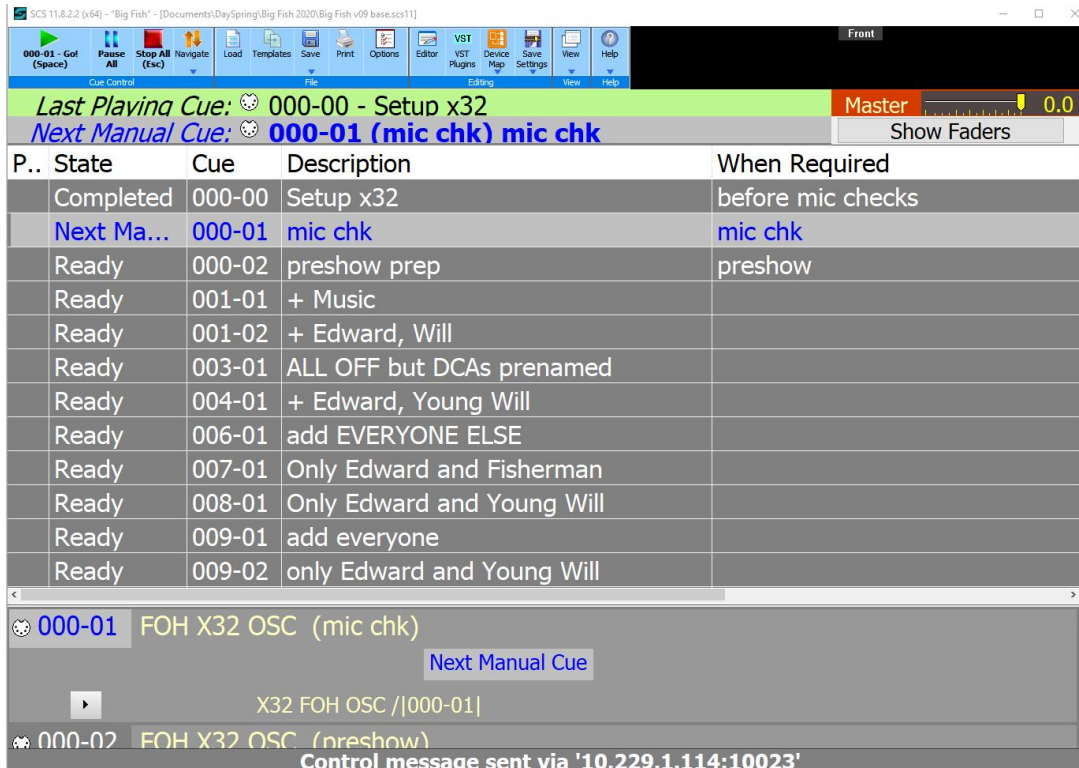 SCS 11.8.2.2 (x64) - "Big Fish" - [Documents\DaySpring\Big Fish 2020\Big Fish v09 base.scs11]
000-01 - Go! (Space) Pause All Stop All (Esc) Navigate Load Templates Save Print Options Editor VST VST Plugins Device Map Save Settings View Help
Cue Control File Editing View Help
Front
Last Playing Cue: 000-00 - Setup x32
Master 0.0
Next Manual Cue: 000-01 (mic chk) mic chk
Show Faders
P.. State Cue Description When Required
Completed 000-00 Setup x32 before mic checks
Next Ma... 000-01 mic chk mic chk
Ready 000-02 preshow prep preshow
Ready 001-01 + Music
Ready 001-02 + Edward, Will
Ready 003-01 ALL OFF but DCAs prenamed
Ready 004-01 + Edward, Young Will
Ready 006-01 add EVERYONE ELSE
Ready 007-01 Only Edward and Fisherman
Ready 008-01 Only Edward and Young Will
Ready 009-01 add everyone
Ready 009-02 only Edward and Young Will
000-01 FOH X32 OSC (mic chk)
Next Manual Cue
X32 FOH OSC /|000-01|
000-02 FOH X32 OSC (preshow)
Control message sent via '10.229.1.114:10023'